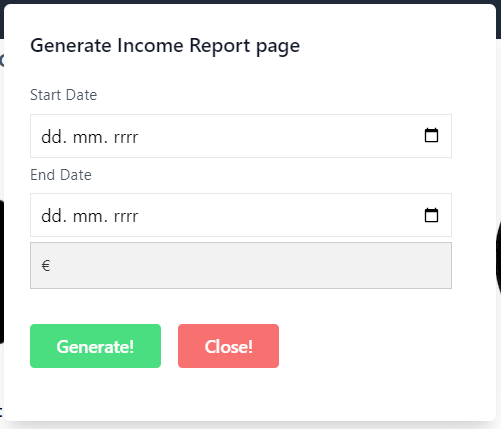 Generate Income Report page
Start Date
dd. mm. rrrr
End Date
dd. mm. rrrr
€
Generate!
Close!